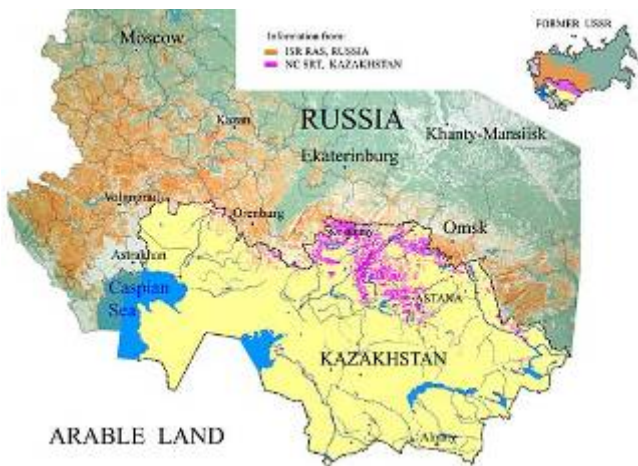 FORMER USSR
Information from:
ISR RAS, RUSSIA
NC SRT, KAZAKHSTAN
Moscow
Kazan
RUSSIA
Khanty-Mansiisk
Ekaterinburg
Volgograd
Orenburg
Omsk
Astrakhan
Caspian
Sea
ASTANA
KAZAKHSTAN
ARABLE LAND
Almaty